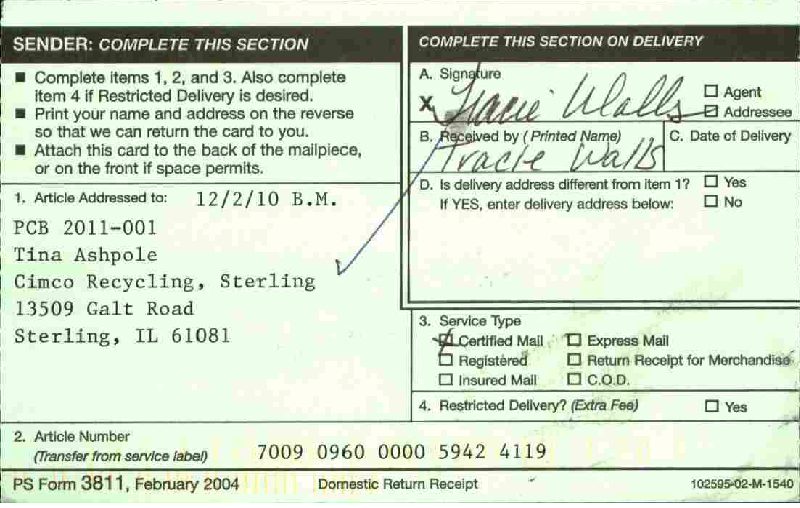 SENDER: COMPLETE THIS SECTION
■ Complete items 1, 2, and 3. Also complete
item 4 if Restricted Delivery is desired.
■ Print your name and address on the reverse
so that we can return the card to you.
■ Attach this card to the back of the mailpiece,
or on the front if space permits.
1. Article Addressed to: 12/2/10 B.M.
PCB 2011-001
Tina Ashpole
Cimco Recycling, Sterling
13509 Galt Road
Sterling, IL 61081
COMPLETE THIS SECTION ON DELIVERY
A. Signature
X Tracie Walls
☐ Agent
☐ Addressee
B. Received by (Printed Name) C. Date of Delivery
Tracie Walls
D. Is delivery address different from item 1? ☐ Yes
If YES, enter delivery address below: ☐ No
3. Service Type
☑ Certified Mail ☐ Express Mail
☐ Registered ☐ Return Receipt for Merchandise
☐ Insured Mail ☐ C.O.D.
4. Restricted Delivery? (Extra Fee) ☐ Yes
2. Article Number
(Transfer from service label) 7009 0960 0000 5942 4119
PS Form 3811, February 2004 Domestic Return Receipt 102595-02-M-1540